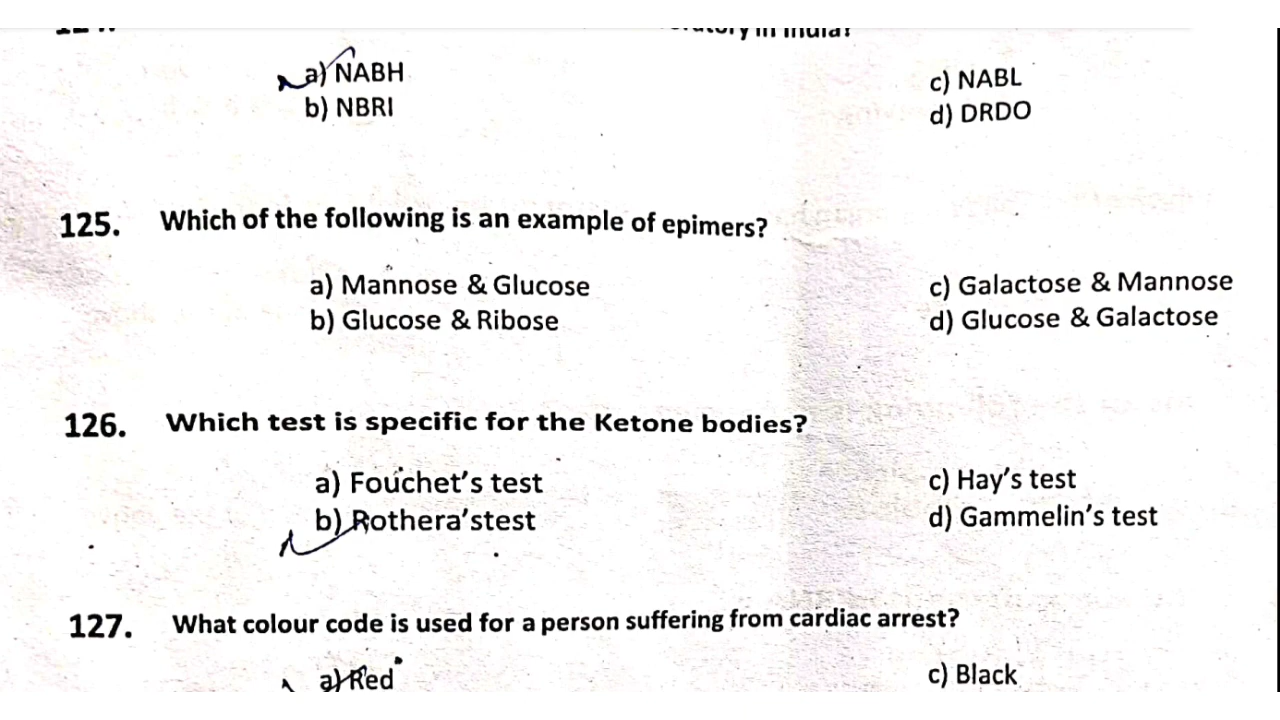 in India?
a) NABH
b) NBRI
c) NABL
d) DRDO
125. Which of the following is an example of epimers?
a) Mannose & Glucose
b) Glucose & Ribose
c) Galactose & Mannose
d) Glucose & Galactose
126. Which test is specific for the Ketone bodies?
a) Fouchet's test
b) Rothera'stest
c) Hay's test
d) Gammelin's test
127. What colour code is used for a person suffering from cardiac arrest?
a) Red
c) Black